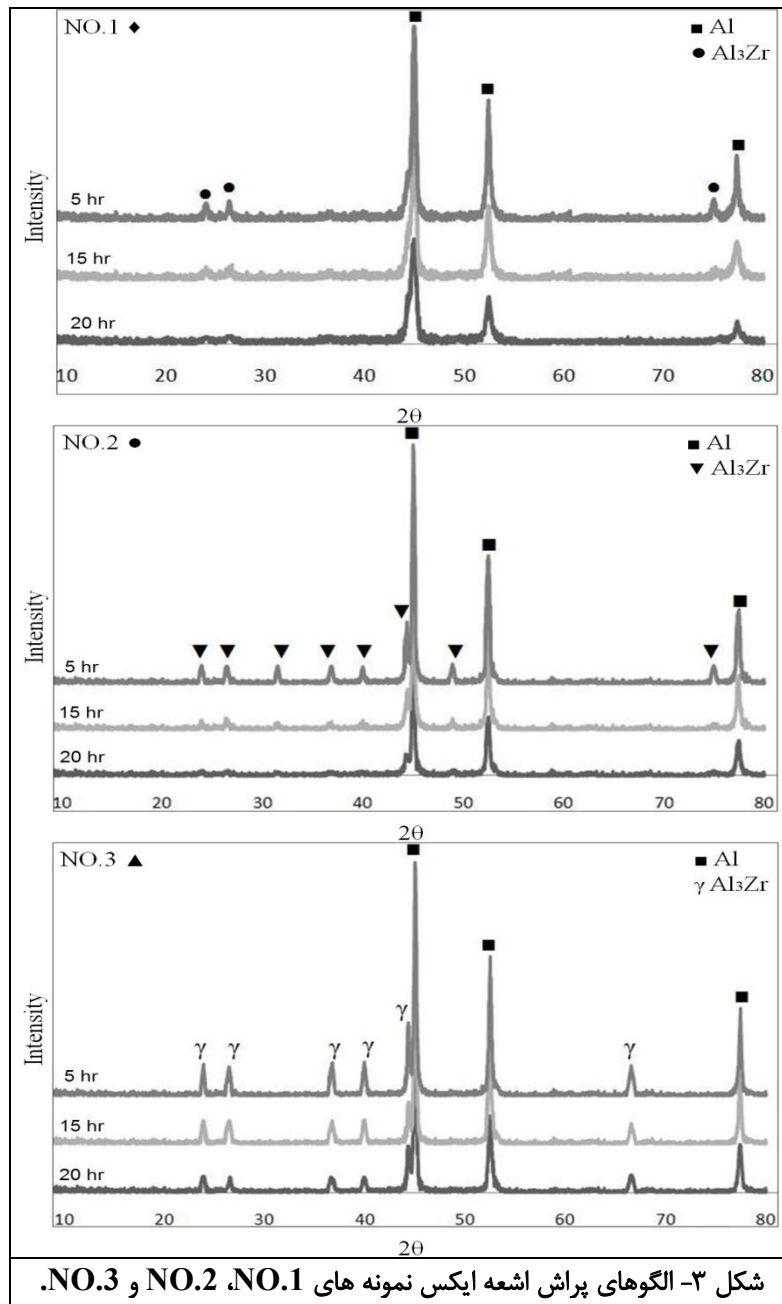 NO.1 ♦
■ Al
● Al₃Zr
Intensity
5 hr
15 hr
20 hr
10 20 30 40 50 60 70 80
2θ
NO.2 ●
■ Al
▼ Al₃Zr
Intensity
5 hr
15 hr
20 hr
10 20 30 40 50 60 70 80
2θ
NO.3 ▲
■ Al
γ Al₃Zr
Intensity
γ
γ γ γ γ γ
5 hr
15 hr
20 hr
10 20 30 40 50 60 70 80
2θ
شکل ۳- الگوهای پراش اشعه ایکس نمونه های NO.1، NO.2 و NO.3.